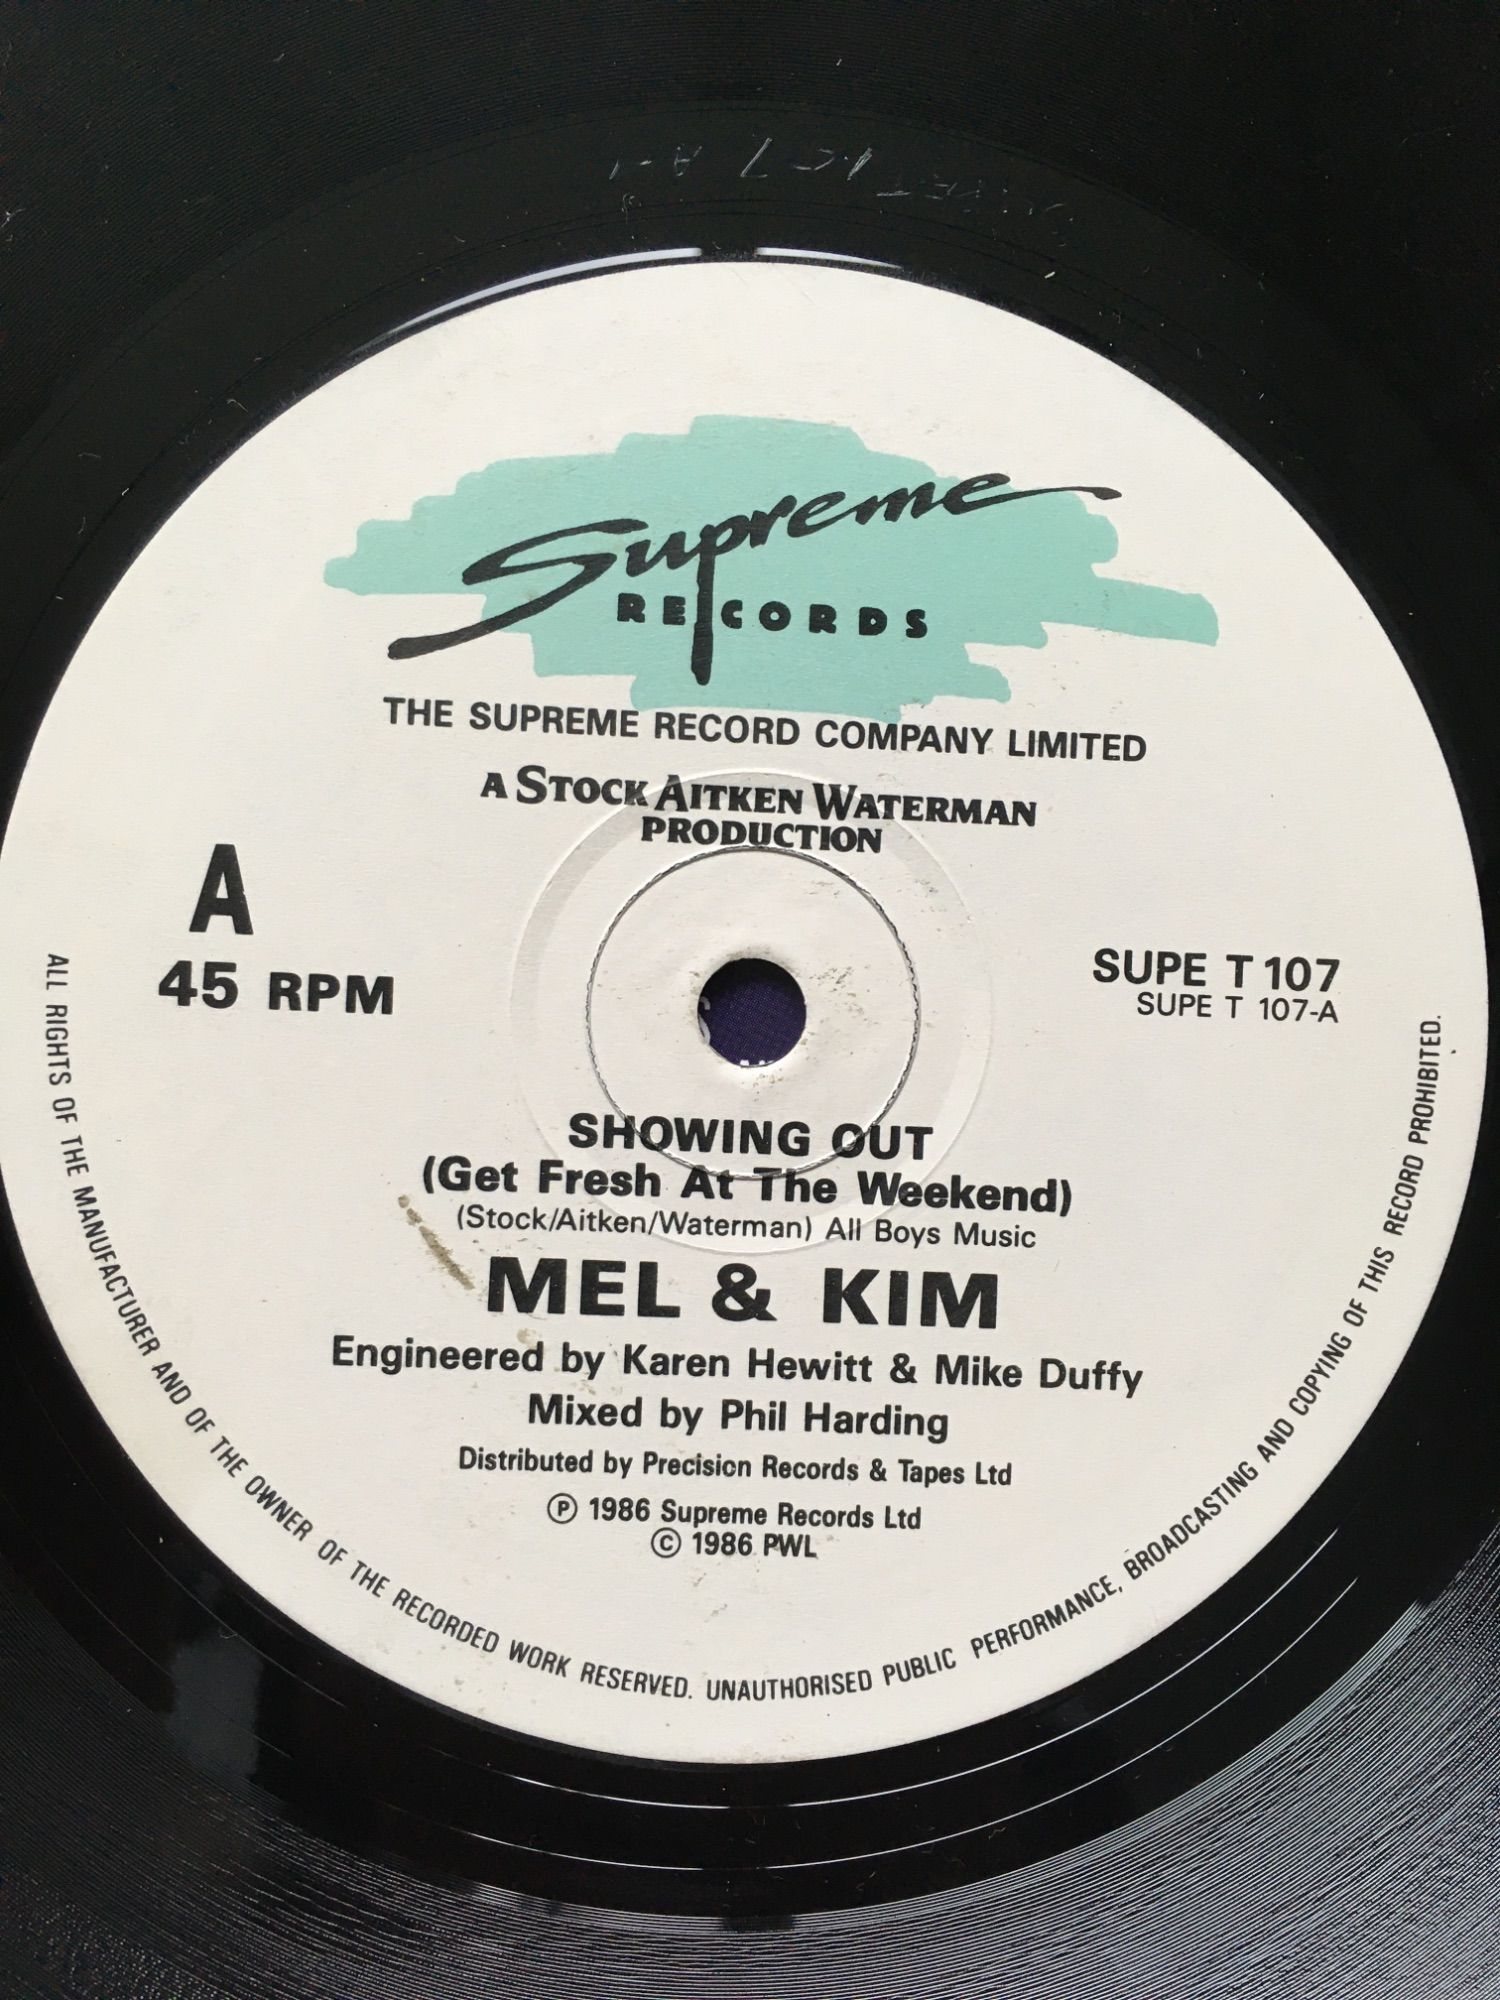 Supreme
RECORDS
THE SUPREME RECORD COMPANY LIMITED
A STOCK AITKEN WATERMAN
PRODUCTION
A
45 RPM
SUPE T 107
SUPE T 107-A
SHOWING OUT
(Get Fresh At The Weekend)
(Stock/Aitken/Waterman) All Boys Music
MEL & KIM
Engineered by Karen Hewitt & Mike Duffy
Mixed by Phil Harding
Distributed by Precision Records & Tapes Ltd
Ⓟ 1986 Supreme Records Ltd
© 1986 PWL
ALL RIGHTS OF THE MANUFACTURER AND OF THE OWNER OF THE RECORDED WORK RESERVED. UNAUTHORISED PUBLIC PERFORMANCE, BROADCASTING AND COPYING OF THIS RECORD PROHIBITED.